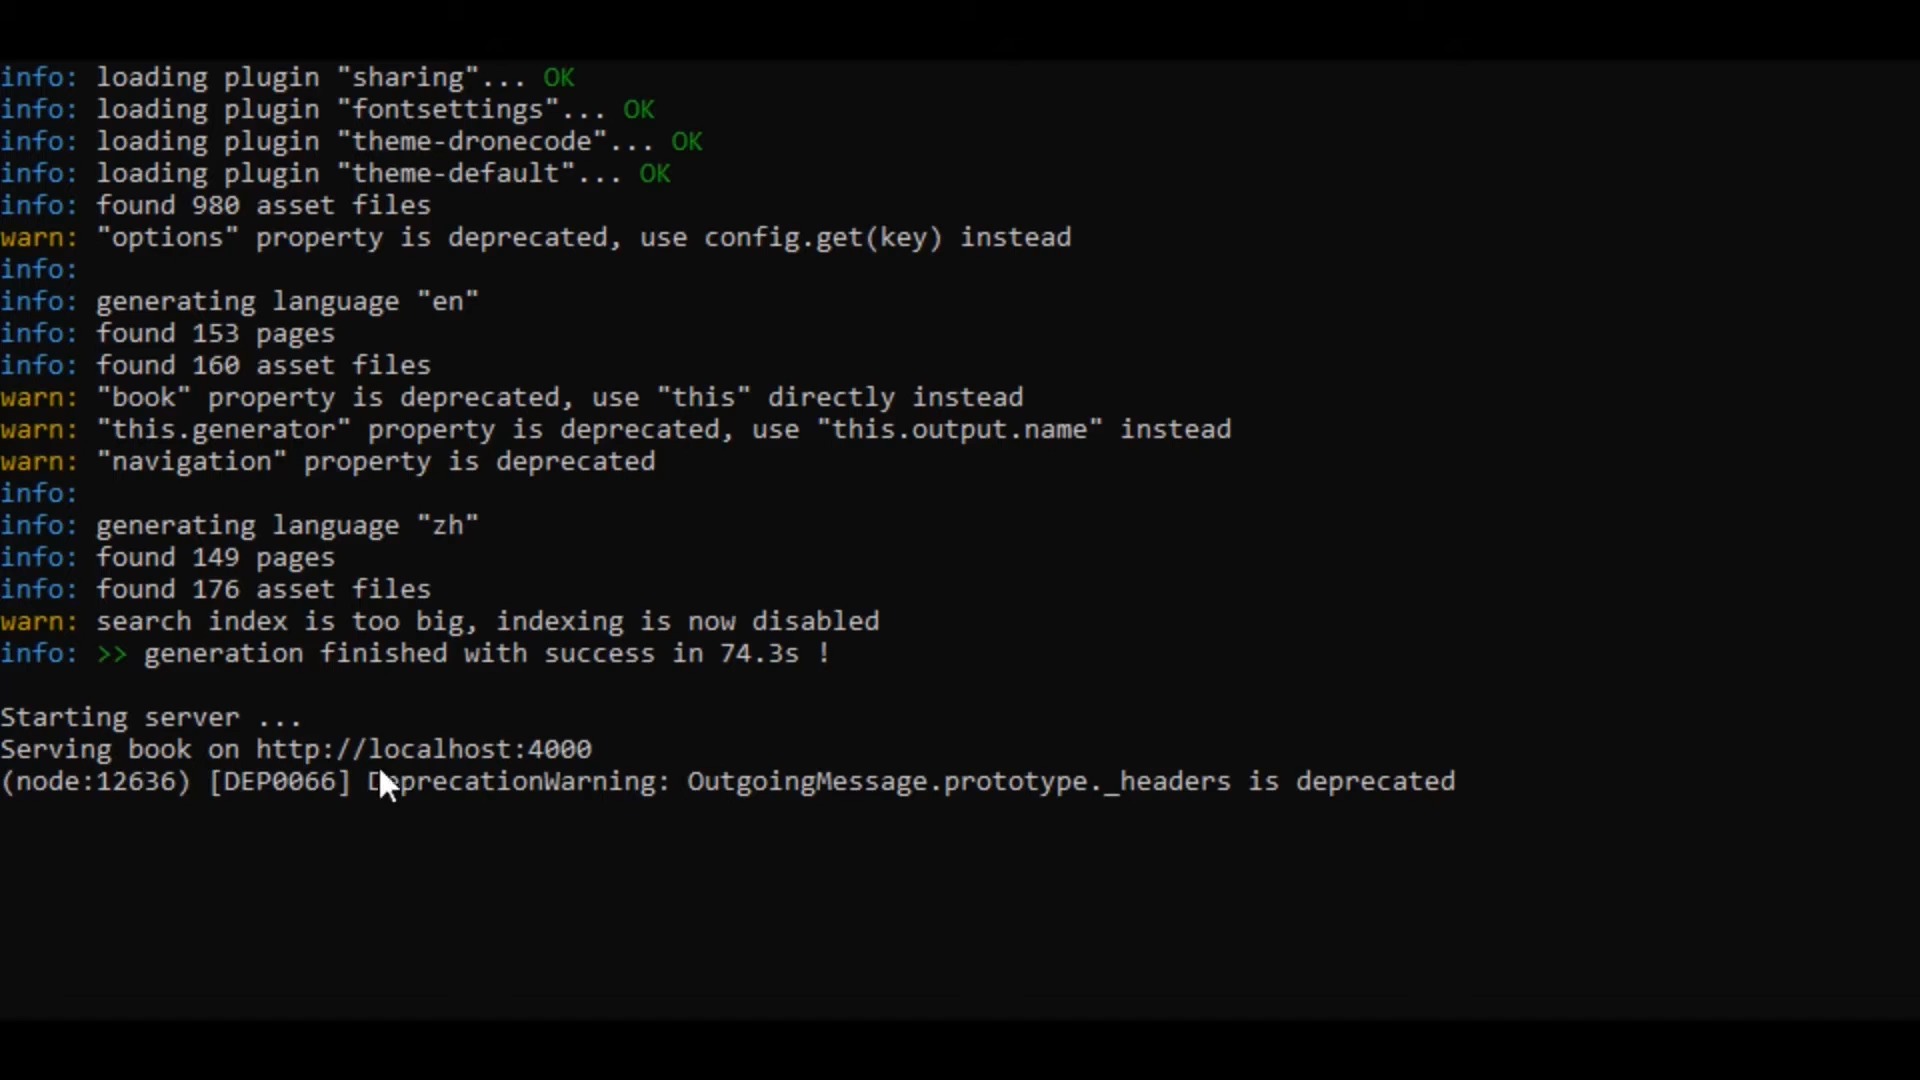 info: loading plugin "sharing"... OK
info: loading plugin "fontsettings"... OK
info: loading plugin "theme-dronecode"... OK
info: loading plugin "theme-default"... OK
info: found 980 asset files
warn: "options" property is deprecated, use config.get(key) instead
info:
info: generating language "en"
info: found 153 pages
info: found 160 asset files
warn: "book" property is deprecated, use "this" directly instead
warn: "this.generator" property is deprecated, use "this.output.name" instead
warn: "navigation" property is deprecated
info:
info: generating language "zh"
info: found 149 pages
info: found 176 asset files
warn: search index is too big, indexing is now disabled
info: >> generation finished with success in 74.3s !
Starting server ...
Serving book on http://localhost:4000
(node:12636) [DEP0066] DeprecationWarning: OutgoingMessage.prototype._headers is deprecated